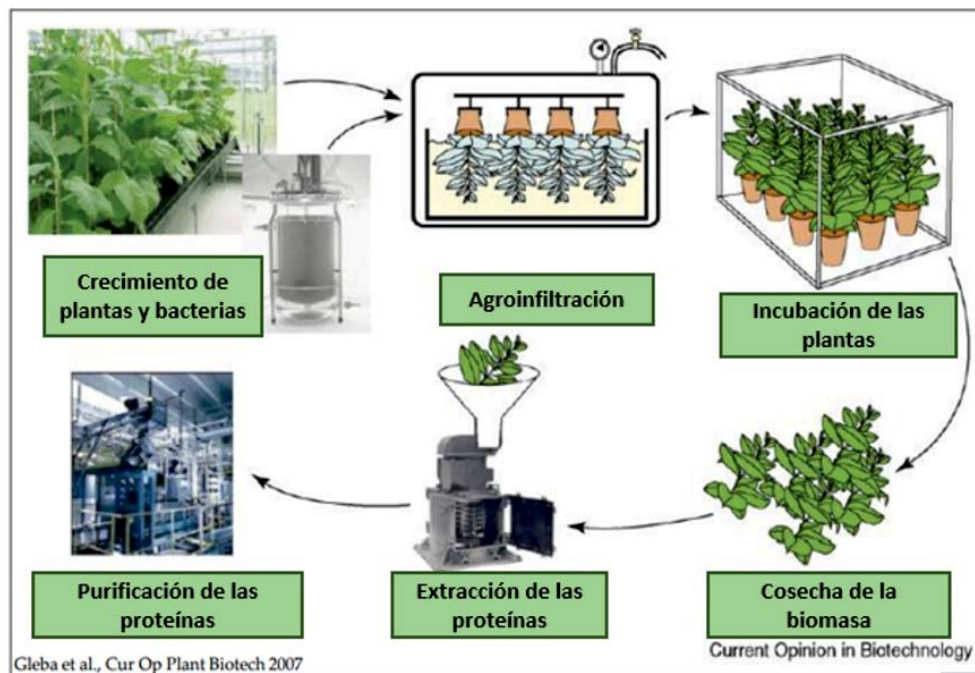 Crecimiento de
plantas y bacterias
Agroinfiltración
Incubación de las
plantas
Purificación de las
proteínas
Extracción de las
proteínas
Cosecha de la
biomasa
Gleba et al., Cur Op Plant Biotech 2007
Current Opinion in Biotechnology